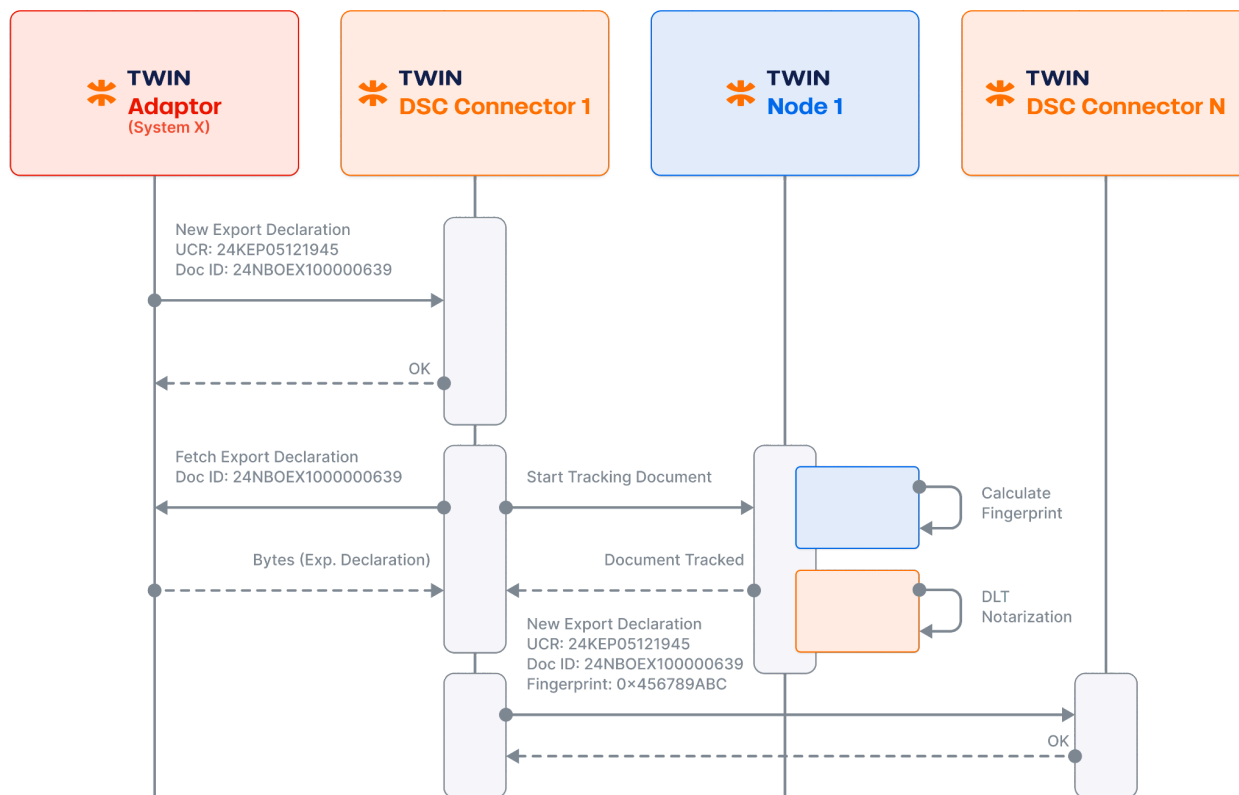 TWIN
Adaptor
(System X)
TWIN
DSC Connector 1
TWIN
Node 1
TWIN
DSC Connector N
New Export Declaration
UCR: 24KEP05121945
Doc ID: 24NBOEX100000639
OK
Fetch Export Declaration
Doc ID: 24NBOEX1000000639
Start Tracking Document
Calculate
Fingerprint
Bytes (Exp. Declaration)
Document Tracked
DLT
Notarization
New Export Declaration
UCR: 24KEP05121945
Doc ID: 24NBOEX100000639
Fingerprint: 0×456789ABC
OK